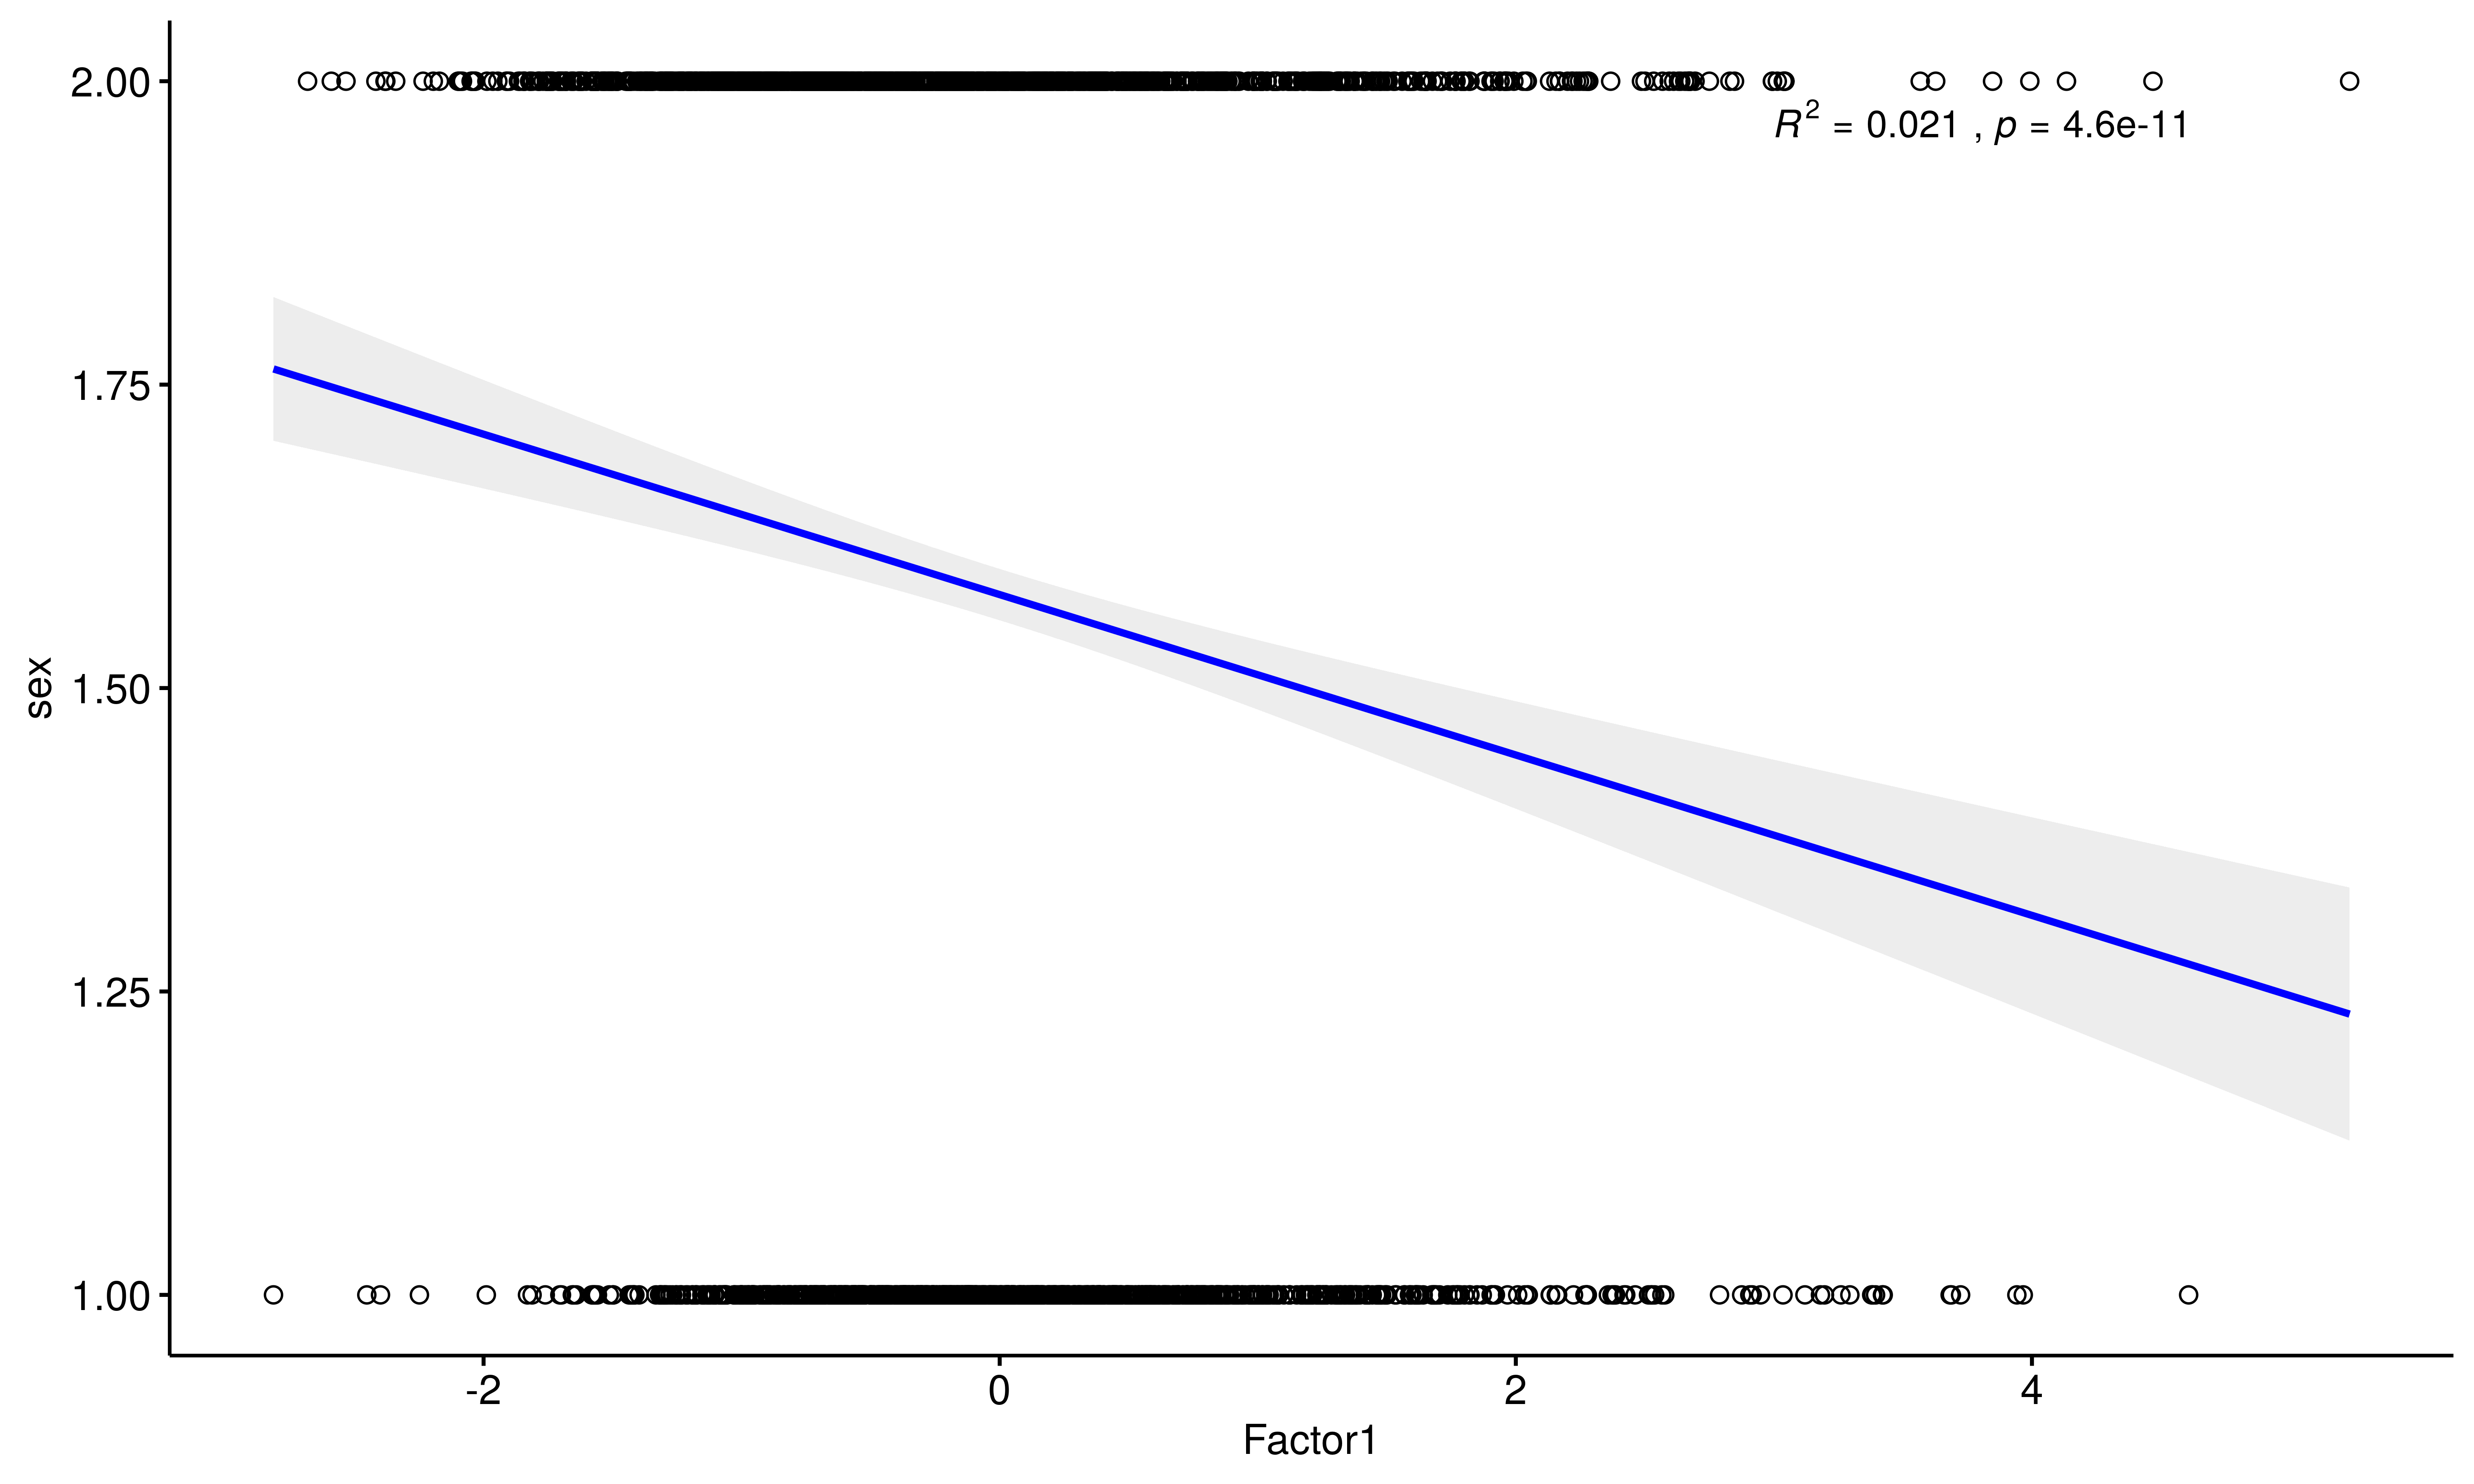 2.00
R² = 0.021 , p = 4.6e-11
1.75
1.50
sex
1.25
1.00
-2 0 2 4
Factor1